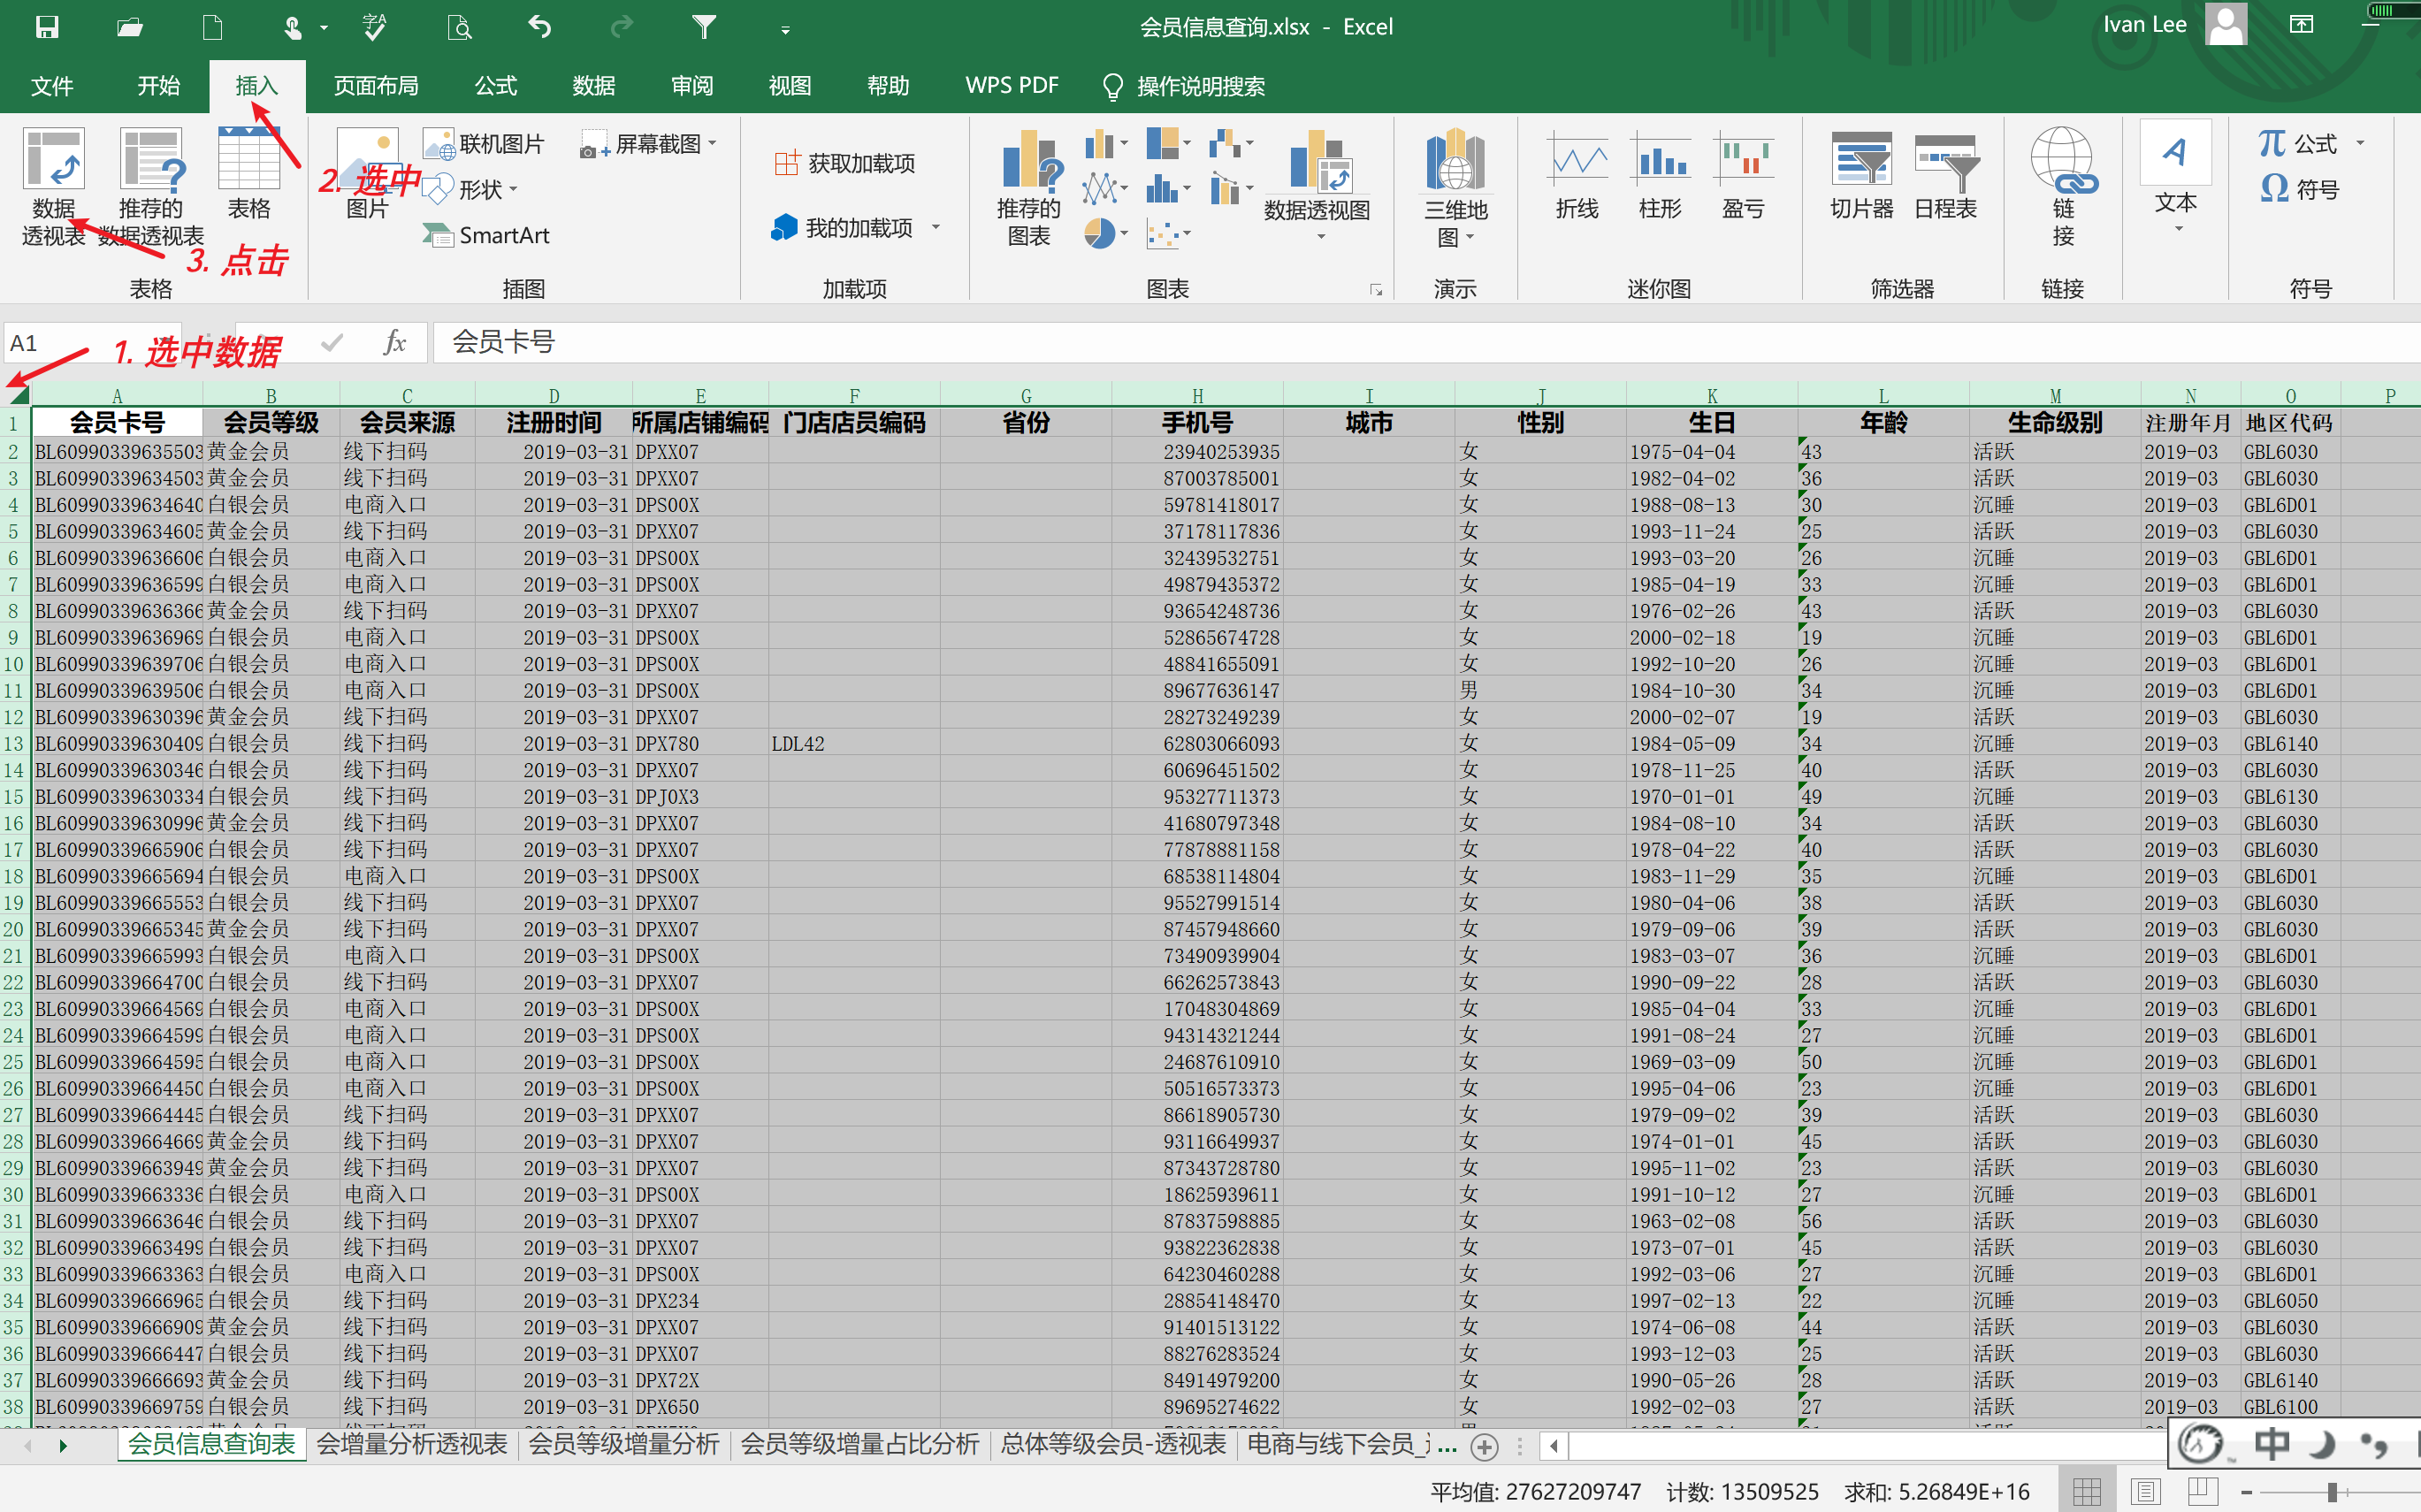 会员信息查询.xlsx - Excel
Ivan Lee
文件 开始 插入 页面布局 公式 数据 审阅 视图 帮助 WPS PDF 操作说明搜索
数据透视表
推荐的数据透视表
表格
2. 选中
3. 点击
表格
图片
联机图片
形状
SmartArt
屏幕截图
插图
获取加载项
我的加载项
加载项
推荐的图表
数据透视图
图表
三维地图
演示
折线 柱形 盈亏
迷你图
切片器 日程表
筛选器
链接
链接
文本
公式
符号
符号
A1
1. 选中数据
fx
会员卡号
A B C D E F G H I J K L M N O P
1 会员卡号 会员等级 会员来源 注册时间 所属店铺编码 门店店员编码 省份 手机号 城市 性别 生日 年龄 生命级别 注册年月 地区代码
2 BL60990339635503 黄金会员 线下扫码 2019-03-31 DPXX07 23940253935 女 1975-04-04 43 活跃 2019-03 GBL6030
3 BL60990339634503 黄金会员 线下扫码 2019-03-31 DPXX07 87003785001 女 1982-04-02 36 活跃 2019-03 GBL6030
4 BL60990339634640 白银会员 电商入口 2019-03-31 DPS00X 59781418017 女 1988-08-13 30 沉睡 2019-03 GBL6D01
5 BL60990339634605 黄金会员 线下扫码 2019-03-31 DPXX07 37178117836 女 1993-11-24 25 活跃 2019-03 GBL6030
6 BL60990339636606 白银会员 电商入口 2019-03-31 DPS00X 32439532751 女 1993-03-20 26 沉睡 2019-03 GBL6D01
7 BL60990339636599 白银会员 电商入口 2019-03-31 DPS00X 49879435372 女 1985-04-19 33 沉睡 2019-03 GBL6D01
8 BL60990339636366 黄金会员 线下扫码 2019-03-31 DPXX07 93654248736 女 1976-02-26 43 活跃 2019-03 GBL6030
9 BL60990339636969 白银会员 电商入口 2019-03-31 DPS00X 52865674728 女 2000-02-18 19 沉睡 2019-03 GBL6D01
10 BL60990339639706 白银会员 电商入口 2019-03-31 DPS00X 48841655091 女 1992-10-20 26 沉睡 2019-03 GBL6D01
11 BL60990339639506 白银会员 电商入口 2019-03-31 DPS00X 89677636147 男 1984-10-30 34 沉睡 2019-03 GBL6D01
12 BL60990339630396 黄金会员 线下扫码 2019-03-31 DPXX07 28273249239 女 2000-02-07 19 活跃 2019-03 GBL6030
13 BL60990339630409 白银会员 线下扫码 2019-03-31 DPX780 LDL42 62803066093 女 1984-05-09 34 沉睡 2019-03 GBL6140
14 BL60990339630346 白银会员 线下扫码 2019-03-31 DPXX07 60696451502 女 1978-11-25 40 活跃 2019-03 GBL6030
15 BL60990339630334 白银会员 线下扫码 2019-03-31 DPJ0X3 95327711373 女 1970-01-01 49 沉睡 2019-03 GBL6130
16 BL60990339630996 黄金会员 线下扫码 2019-03-31 DPXX07 41680797348 女 1984-08-10 34 活跃 2019-03 GBL6030
17 BL60990339665906 白银会员 线下扫码 2019-03-31 DPXX07 77878881158 女 1978-04-22 40 活跃 2019-03 GBL6030
18 BL60990339665694 白银会员 电商入口 2019-03-31 DPS00X 68538114804 女 1983-11-29 35 沉睡 2019-03 GBL6D01
19 BL60990339665553 白银会员 线下扫码 2019-03-31 DPXX07 95527991514 女 1980-04-06 38 活跃 2019-03 GBL6030
20 BL60990339665345 黄金会员 线下扫码 2019-03-31 DPXX07 87457948660 女 1979-09-06 39 活跃 2019-03 GBL6030
21 BL60990339665993 白银会员 电商入口 2019-03-31 DPS00X 73490939904 女 1983-03-07 36 沉睡 2019-03 GBL6D01
22 BL60990339664700 白银会员 线下扫码 2019-03-31 DPXX07 66262573843 女 1990-09-22 28 活跃 2019-03 GBL6030
23 BL60990339664569 白银会员 电商入口 2019-03-31 DPS00X 17048304869 女 1985-04-04 33 沉睡 2019-03 GBL6D01
24 BL60990339664599 白银会员 电商入口 2019-03-31 DPS00X 94314321244 女 1991-08-24 27 沉睡 2019-03 GBL6D01
25 BL60990339664595 白银会员 电商入口 2019-03-31 DPS00X 24687610910 女 1969-03-09 50 沉睡 2019-03 GBL6D01
26 BL60990339664450 白银会员 电商入口 2019-03-31 DPS00X 50516573373 女 1995-04-06 23 沉睡 2019-03 GBL6D01
27 BL60990339664445 白银会员 线下扫码 2019-03-31 DPXX07 86618905730 女 1979-09-02 39 活跃 2019-03 GBL6030
28 BL60990339664669 黄金会员 线下扫码 2019-03-31 DPXX07 93116649937 女 1974-01-01 45 活跃 2019-03 GBL6030
29 BL60990339663949 黄金会员 线下扫码 2019-03-31 DPXX07 87343728780 女 1995-11-02 23 活跃 2019-03 GBL6030
30 BL60990339663336 白银会员 电商入口 2019-03-31 DPS00X 18625939611 女 1991-10-12 27 沉睡 2019-03 GBL6D01
31 BL60990339663646 白银会员 线下扫码 2019-03-31 DPXX07 87837598885 女 1963-02-08 56 活跃 2019-03 GBL6030
32 BL60990339663499 白银会员 线下扫码 2019-03-31 DPXX07 93822362838 女 1973-07-01 45 活跃 2019-03 GBL6030
33 BL60990339663363 白银会员 电商入口 2019-03-31 DPS00X 64230460288 女 1992-03-06 27 沉睡 2019-03 GBL6D01
34 BL60990339666965 白银会员 线下扫码 2019-03-31 DPX234 28854148470 女 1997-02-13 22 沉睡 2019-03 GBL6050
35 BL60990339666909 黄金会员 线下扫码 2019-03-31 DPXX07 91401513122 女 1974-06-08 44 活跃 2019-03 GBL6030
36 BL60990339666447 白银会员 线下扫码 2019-03-31 DPXX07 88276283524 女 1993-12-03 25 活跃 2019-03 GBL6030
37 BL60990339666693 黄金会员 线下扫码 2019-03-31 DPX72X 84914979200 女 1990-05-26 28 活跃 2019-03 GBL6140
38 BL60990339669759 白银会员 线下扫码 2019-03-31 DPX650 89695274622 女 1992-02-03 27 活跃 2019-03 GBL6100
会员信息查询表 会增量分析透视表 会员等级增量分析 会员等级增量占比分析 总体等级会员-透视表 电商与线下会员_ ...
中
平均值: 27627209747 计数: 13509525 求和: 5.26849E+16